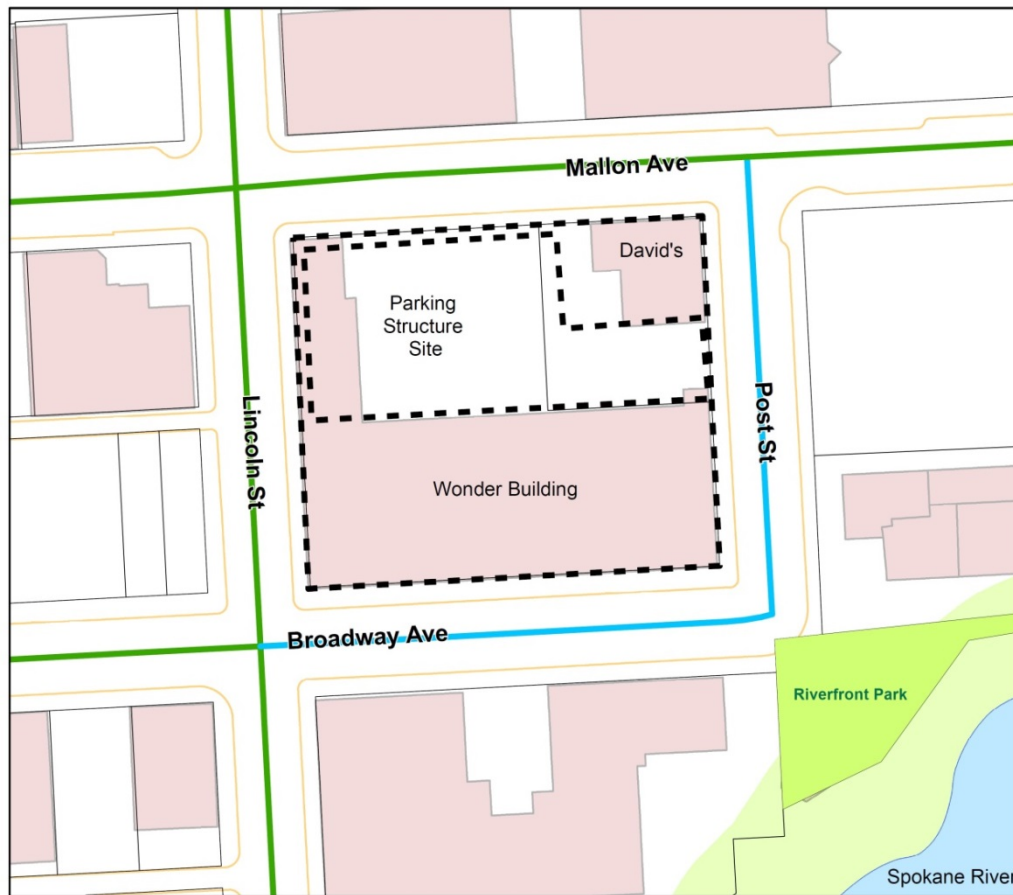 Mallon Ave
David's
Parking
Structure
Site
Lincoln St
Post St
Wonder Building
Broadway Ave
Riverfront Park
Spokane River